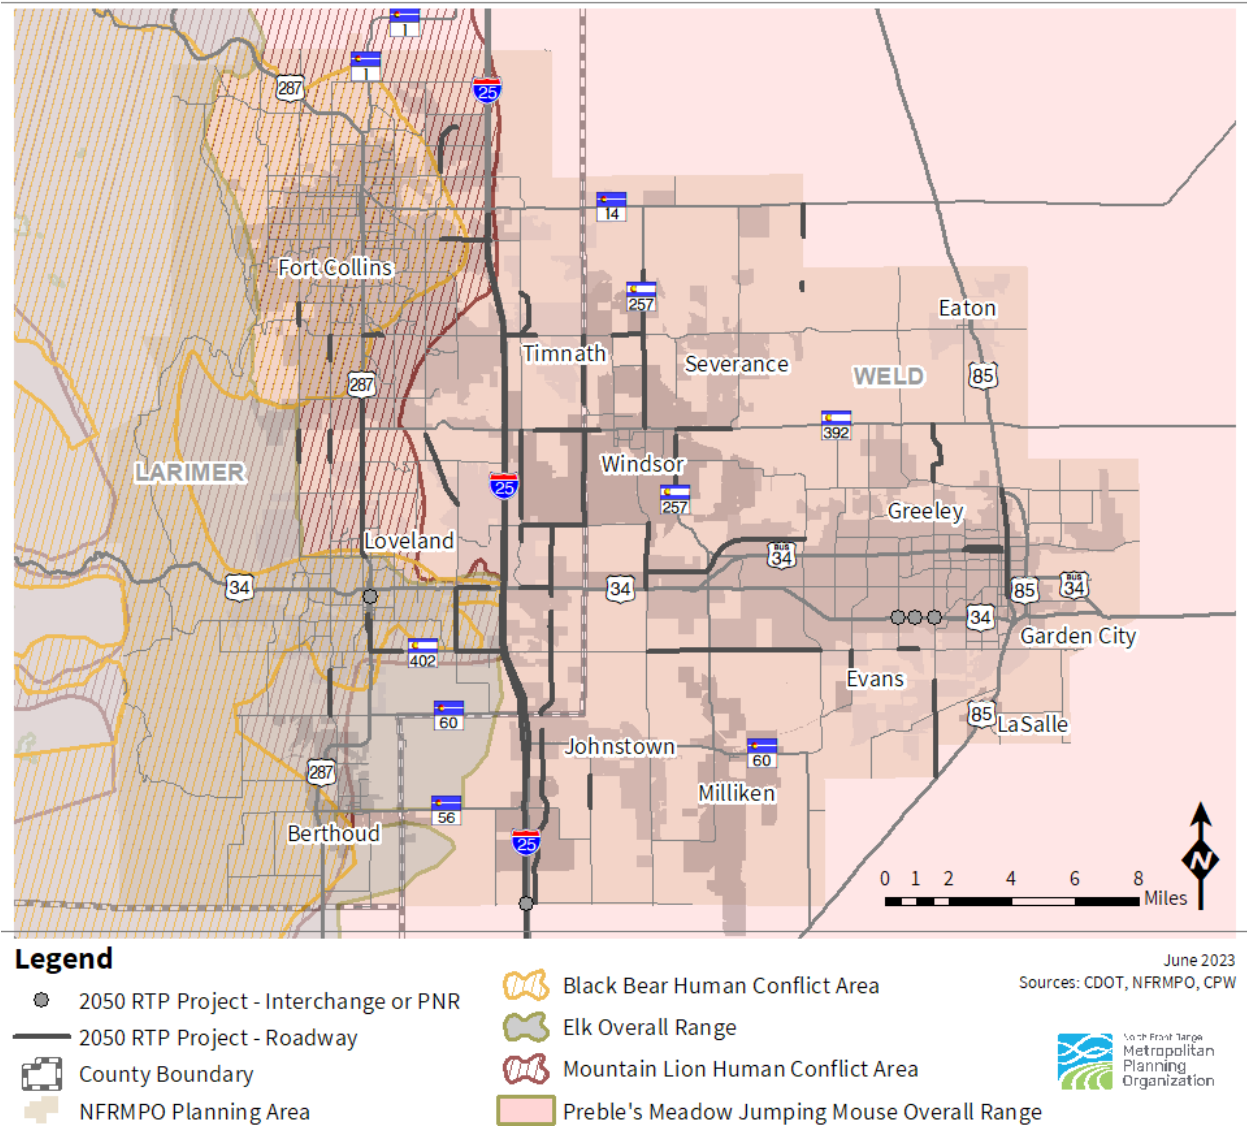 1
1
287
25
14
Fort Collins
257
Eaton
Timnath
Severance
WELD
85
287
392
LARIMER
Windsor
25
257
Greeley
Loveland
BUS
34
34
34
85
BUS
34
34
Garden City
402
Evans
60
85
LaSalle
Johnstown
60
287
Milliken
56
Berthoud
25
N
0 1 2 4 6 8
Miles
Legend
2050 RTP Project - Interchange or PNR
2050 RTP Project - Roadway
County Boundary
NFRMPO Planning Area
Black Bear Human Conflict Area
Elk Overall Range
Mountain Lion Human Conflict Area
Preble's Meadow Jumping Mouse Overall Range
June 2023
Sources: CDOT, NFRMPO, CPW
North Front Range
Metropolitan
Planning
Organization